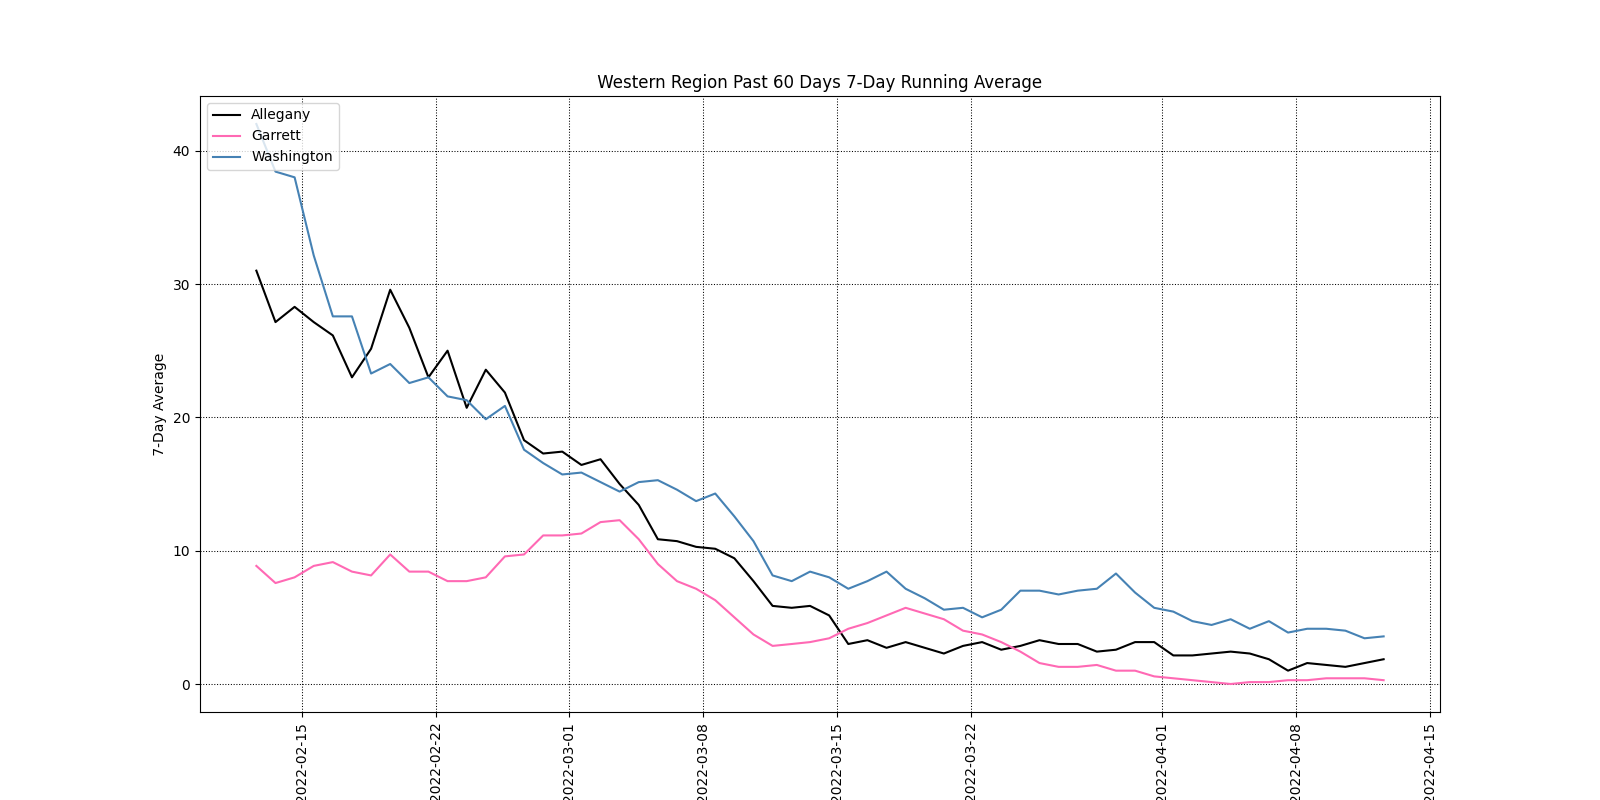 Western Region Past 60 Days 7-Day Running Average
Allegany
Garrett
Washington
7-Day Average
40
30
20
10
0
2022-02-15
2022-02-22
2022-03-01
2022-03-08
2022-03-15
2022-03-22
2022-04-01
2022-04-08
2022-04-15